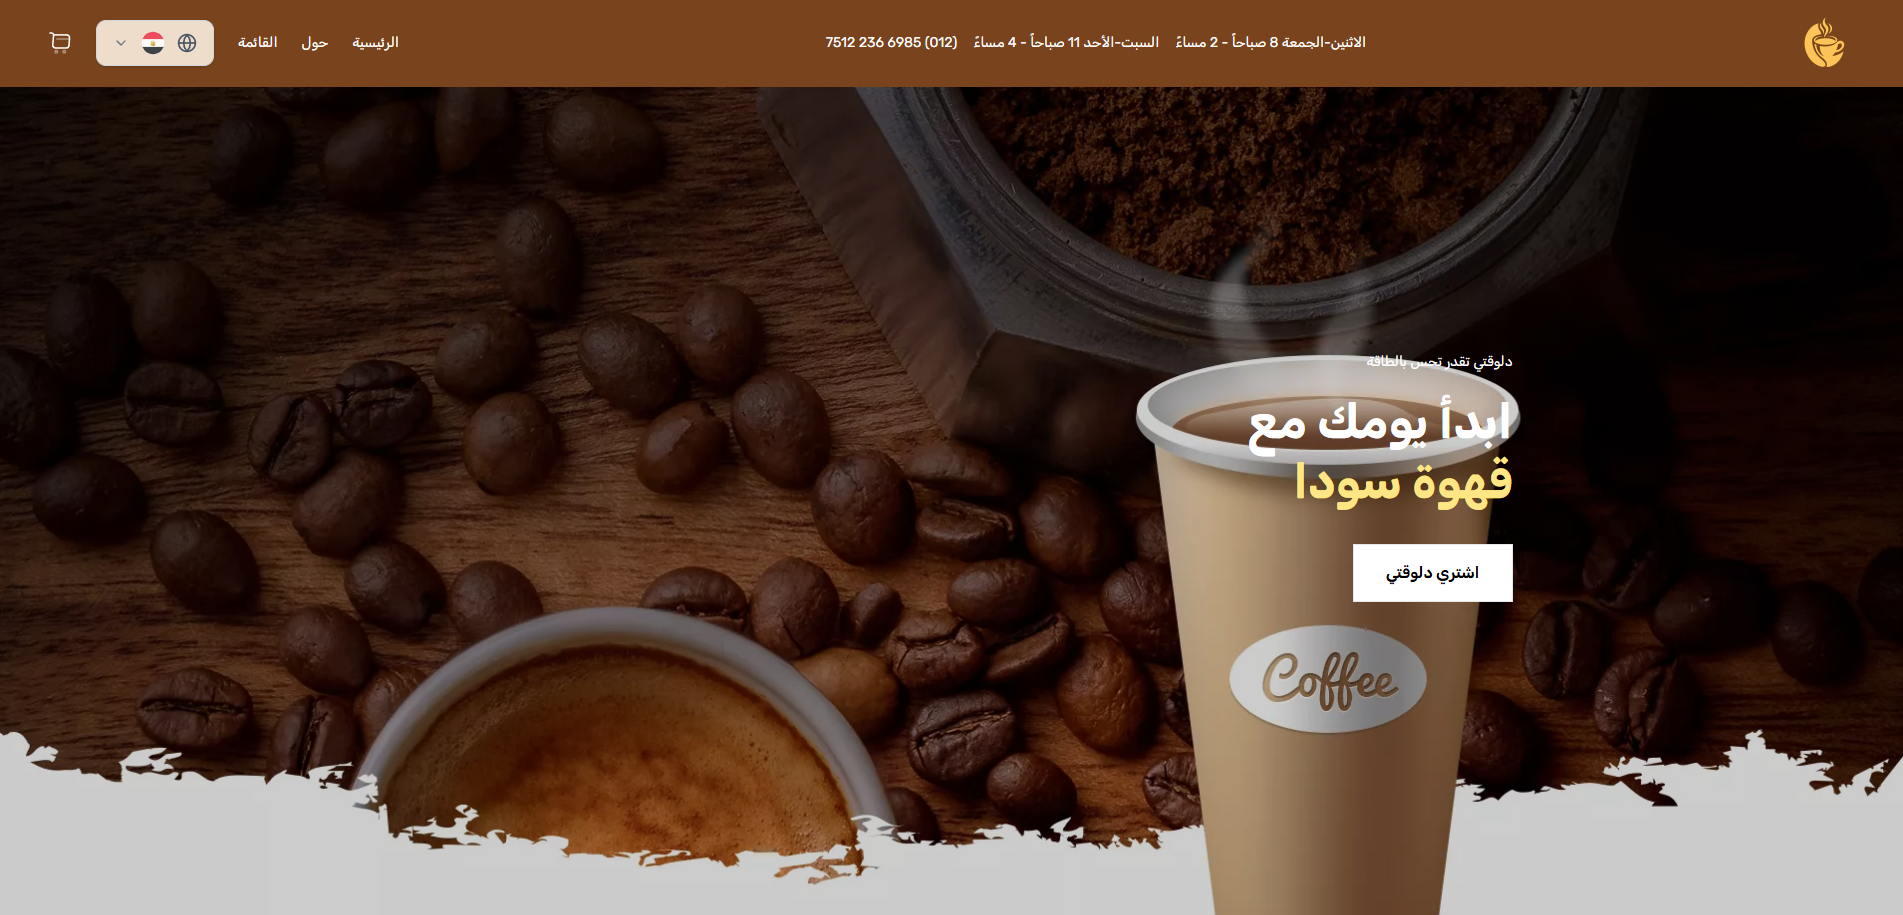 الرئيسية
حول
القائمة
الاثنين-الجمعة 8 صباحاً - 2 مساءً
السبت-الأحد 11 صباحاً - 4 مساءً
(012) 6985 236 7512
دلوقتي تقدر تحس بالطاقة
ابدأ يومك مع
قهوة سودا
اشتري دلوقتي
Coffee